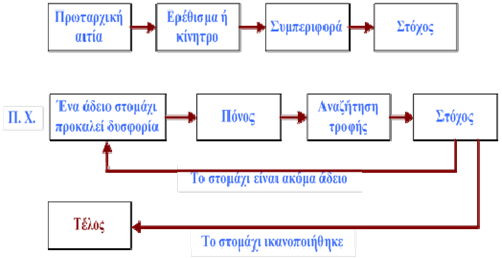 Πρωταρχική
αιτία
Ερέθισμα ή
κίνητρο
Συμπεριφορά
Στόχος
Π. Χ.
Ένα άδειο στομάχι
προκαλεί δυσφορία
Πόνος
Αναζήτηση
τροφής
Στόχος
Το στομάχι είναι ακόμα άδειο
Τέλος
Το στομάχι ικανοποιήθηκε